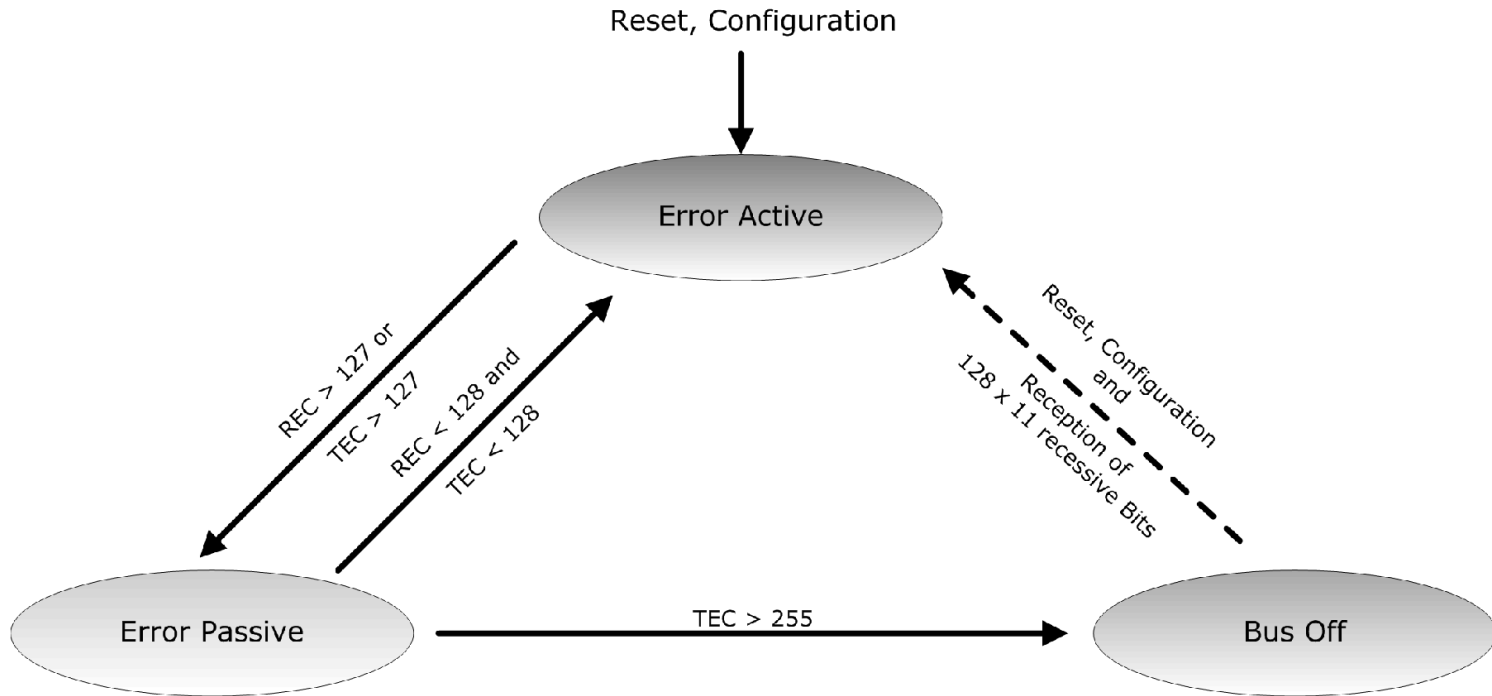 Reset, Configuration
Error Active
REC > 127 or
TEC > 127
REC < 128 and
TEC < 128
Reset, Configuration
and
Reception of
128 x 11 recessive Bits
Error Passive
TEC > 255
Bus Off